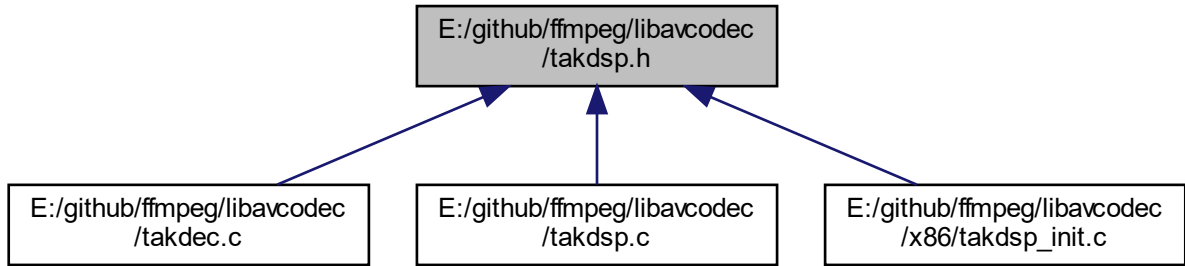 E:/github/ffmpeg/libavcodec
/takdsp.h
E:/github/ffmpeg/libavcodec
/takdec.c
E:/github/ffmpeg/libavcodec
/takdsp.c
E:/github/ffmpeg/libavcodec
/x86/takdsp_init.c